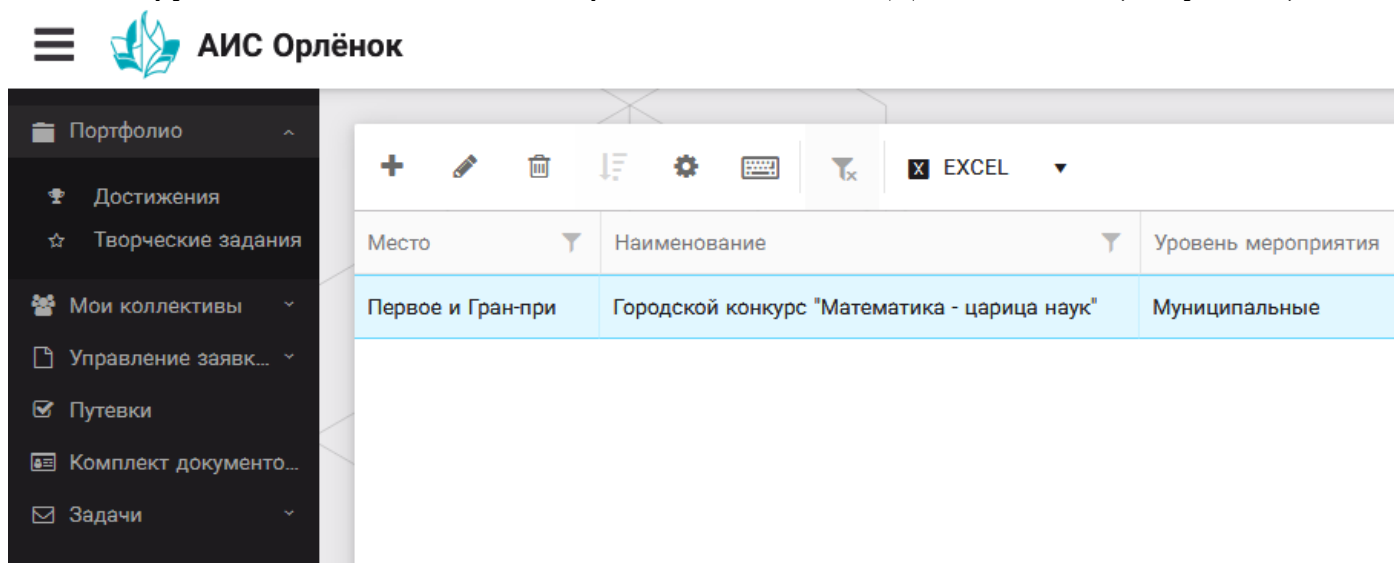 АИС Орлёнок
Портфолио
Достижения
Творческие задания
Мои коллективы
Управление заявк...
Путевки
Комплект документо...
Задачи
EXCEL
Место Наименование Уровень мероприятия
Первое и Гран-при Городской конкурс "Математика - царица наук" Муниципальные